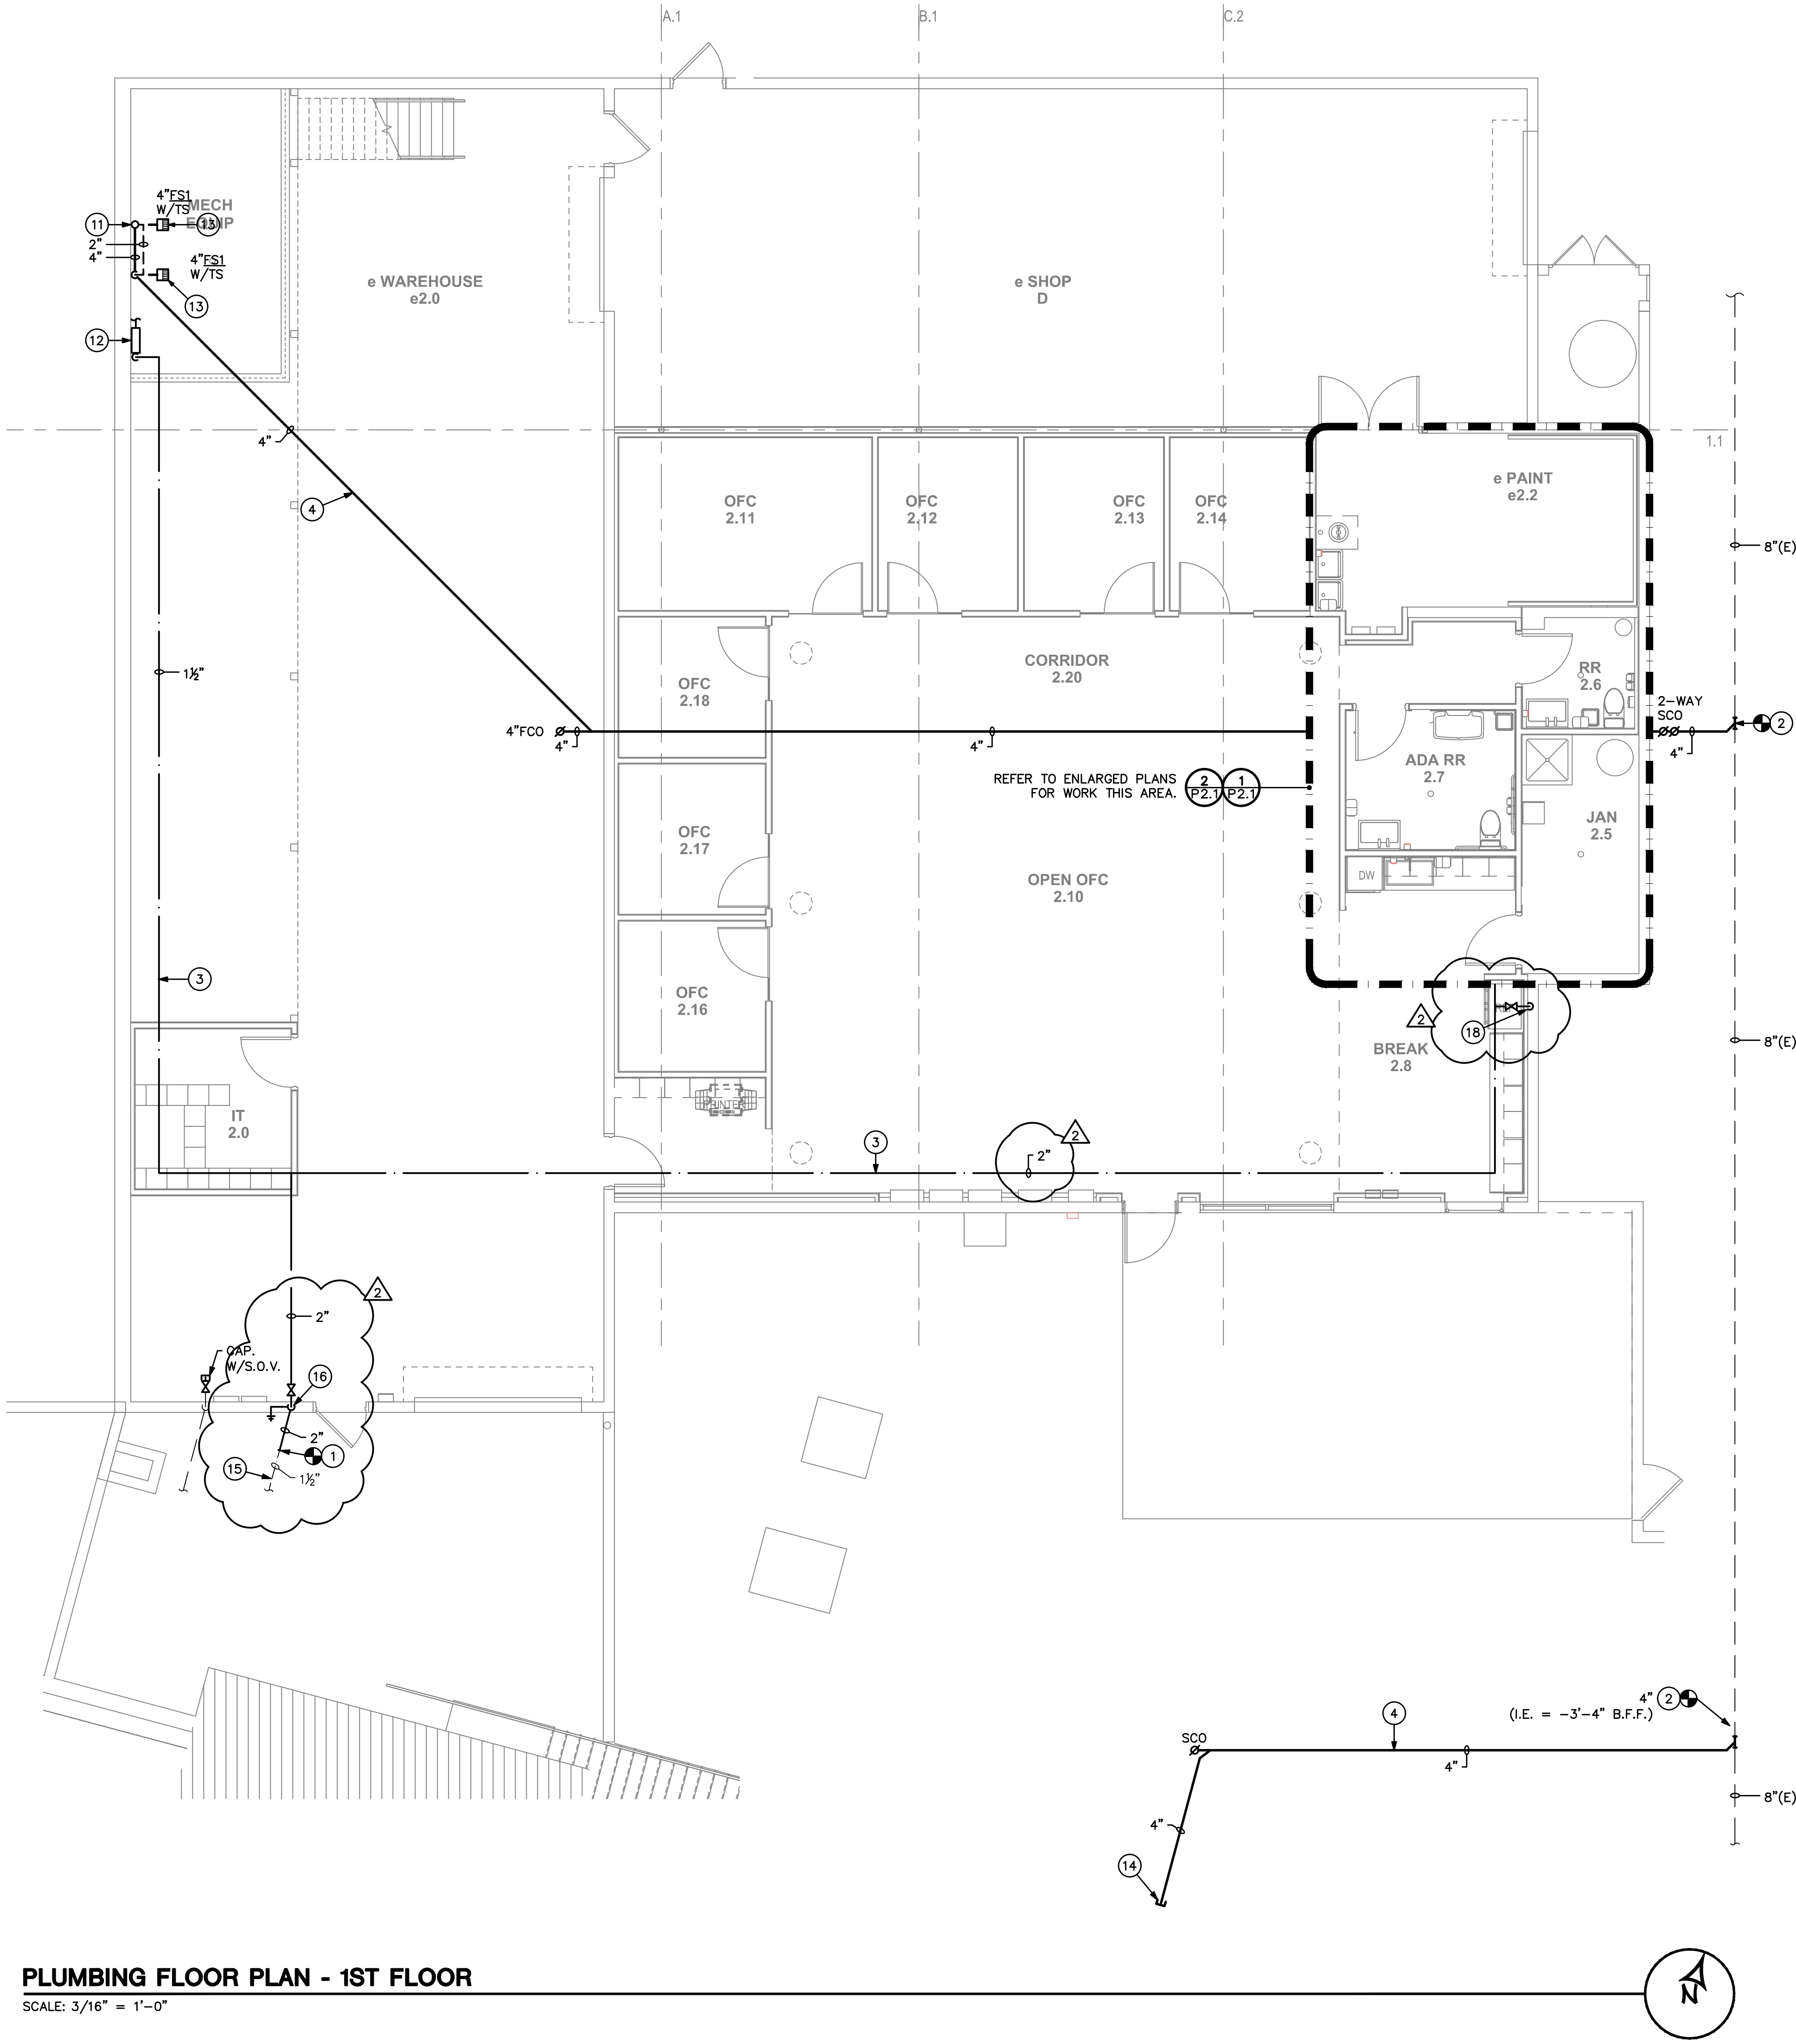 A.1
B.1
C.2
4"FS1
W/TS
MECH
EQUIP
11
13
2"
4"
4"FS1
W/TS
13
12
e WAREHOUSE
e2.0
e SHOP
D
4"
1.1
4
OFC
2.11
OFC
2.12
OFC
2.13
OFC
2.14
e PAINT
e2.2
8"(E)
1½"
OFC
2.18
CORRIDOR
2.20
RR
2.6
2-WAY
SCO
2
4"
4"FCO
4"
4"
REFER TO ENLARGED PLANS
FOR WORK THIS AREA.
2
P2.1
1
P2.1
ADA RR
2.7
JAN
2.5
OFC
2.17
OPEN OFC
2.10
DW
3
OFC
2.16
2
18
BREAK
2.8
8"(E)
IT
2.0
PRINTER
3
2"
2
2
2"
CAP.
W/S.O.V.
16
2"
1
15
1½"
4"
2
(I.E. = -3'-4" B.F.F.)
4
SCO
4"
8"(E)
4"
14
PLUMBING FLOOR PLAN - 1ST FLOOR
SCALE: 3/16" = 1'-0"
N